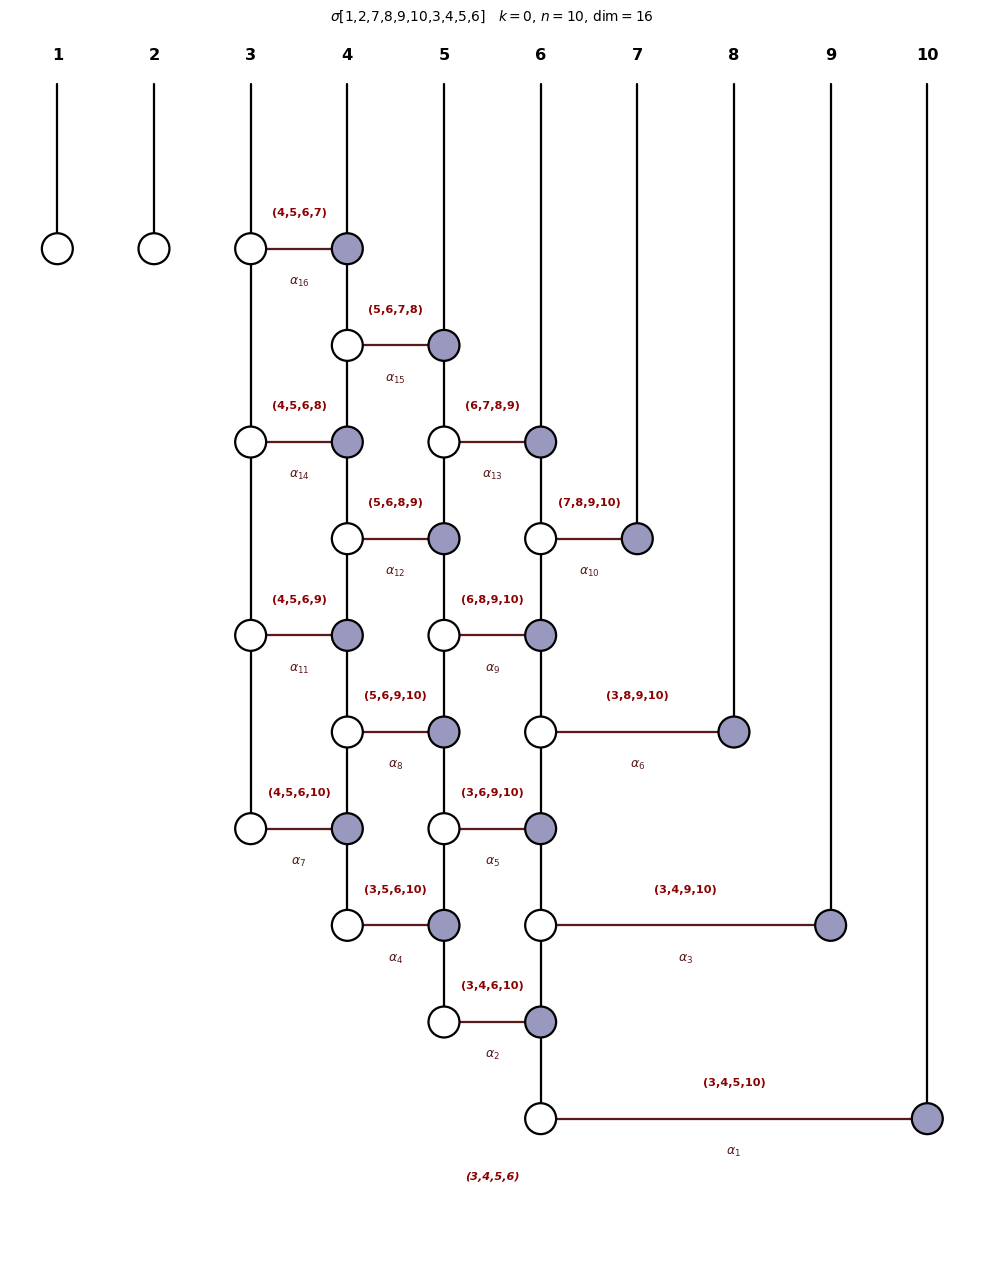 σ[1,2,7,8,9,10,3,4,5,6]   k = 0, n = 10, dim = 16
1 2 3 4 5 6 7 8 9 10
(4,5,6,7)
α₁₆
(5,6,7,8)
α₁₅
(4,5,6,8) (6,7,8,9)
α₁₄ α₁₃
(5,6,8,9) (7,8,9,10)
α₁₂ α₁₀
(4,5,6,9) (6,8,9,10)
α₁₁ α₉
(5,6,9,10) (3,8,9,10)
α₈ α₆
(4,5,6,10) (3,6,9,10)
α₇ α₅
(3,5,6,10) (3,4,9,10)
α₄ α₃
(3,4,6,10)
α₂
(3,4,5,10)
α₁
(3,4,5,6)